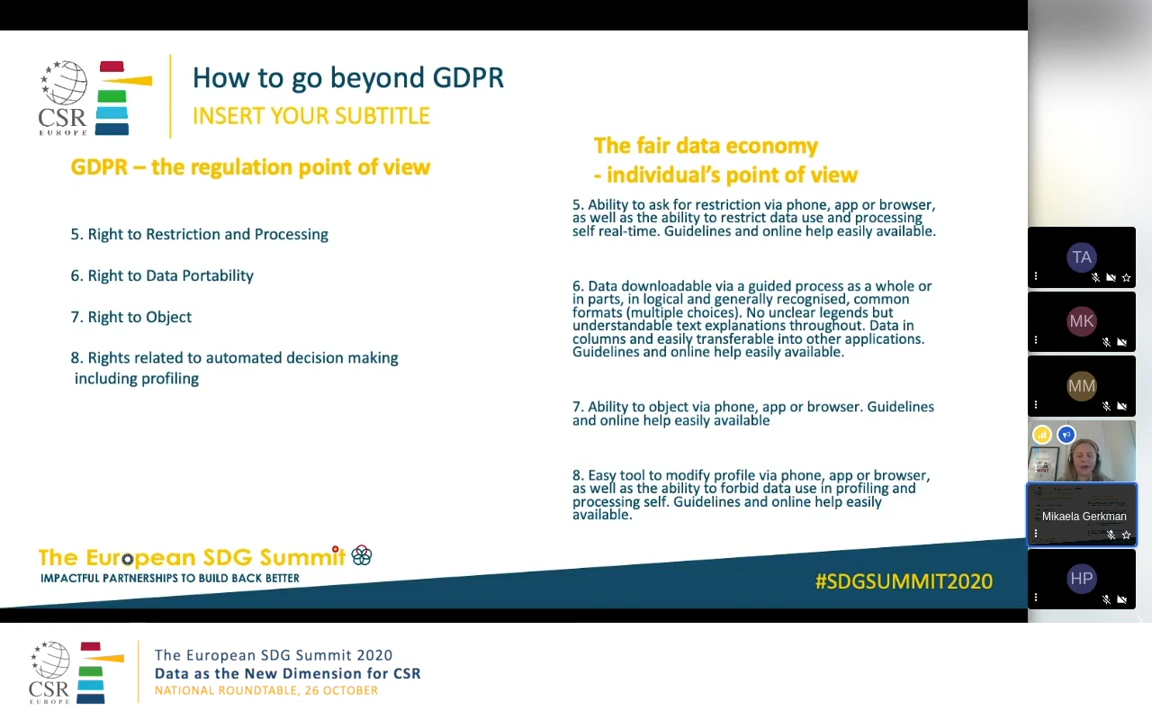 How to go beyond GDPR
INSERT YOUR SUBTITLE
CSR
EUROPE
GDPR – the regulation point of view
5. Right to Restriction and Processing
6. Right to Data Portability
7. Right to Object
8. Rights related to automated decision making
including profiling
The fair data economy
- individual's point of view
5. Ability to ask for restriction via phone, app or browser,
as well as the ability to restrict data use and processing
self real-time. Guidelines and online help easily available.
6. Data downloadable via a guided process as a whole or
in parts, in logical and generally recognised, common
formats (multiple choices). No unclear legends but
understandable text explanations throughout. Data in
columns and easily transferable into other applications.
Guidelines and online help easily available.
7. Ability to object via phone, app or browser. Guidelines
and online help easily available
8. Easy tool to modify profile via phone, app or browser,
as well as the ability to forbid data use in profiling and
processing self. Guidelines and online help easily
available.
The European SDG Summit
IMPACTFUL PARTNERSHIPS TO BUILD BACK BETTER
#SDGSUMMIT2020
TA
MK
MM
Mikaela Gerkman
HP
CSR
EUROPE
The European SDG Summit 2020
Data as the New Dimension for CSR
NATIONAL ROUNDTABLE, 26 OCTOBER